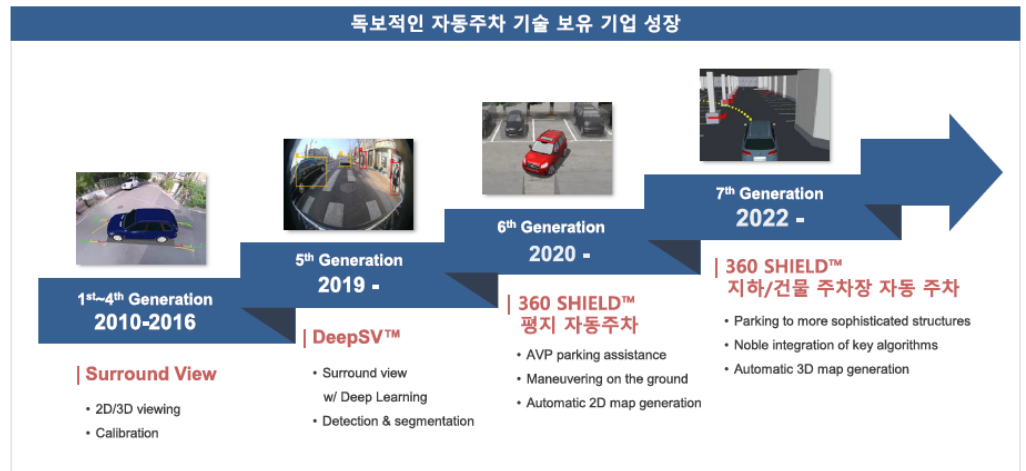 독보적인 자동주차 기술 보유 기업 성장
1st~4th Generation
2010-2016
Surround View
• 2D/3D viewing
• Calibration
5th Generation
2019 -
DeepSV™
• Surround view
w/ Deep Learning
• Detection & segmentation
6th Generation
2020 -
360 SHIELD™
평지 자동주차
• AVP parking assistance
• Maneuvering on the ground
• Automatic 2D map generation
7th Generation
2022 -
360 SHIELD™
지하/건물 주차장 자동 주차
• Parking to more sophisticated structures
• Noble integration of key algorithms
• Automatic 3D map generation